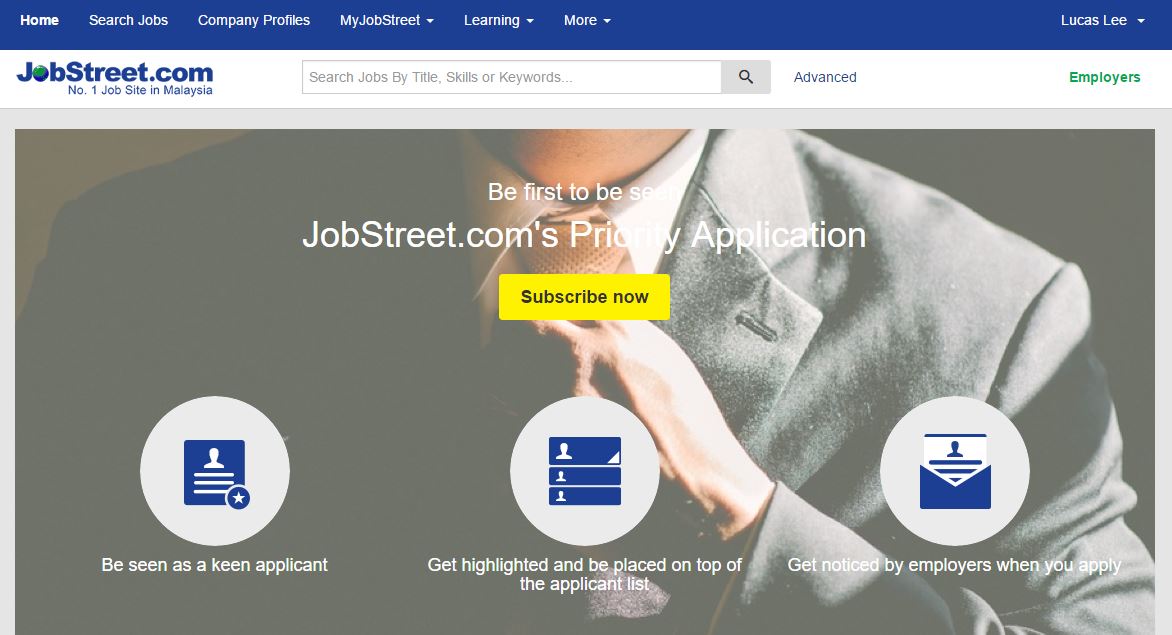 Home Search Jobs Company Profiles MyJobStreet Learning More Lucas Lee
JobStreet.com
No. 1 Job Site in Malaysia
Search Jobs By Title, Skills or Keywords...
Advanced
Employers
Be first to be seen
JobStreet.com's Priority Application
Subscribe now
Be seen as a keen applicant
Get highlighted and be placed on top of
the applicant list
Get noticed by employers when you apply